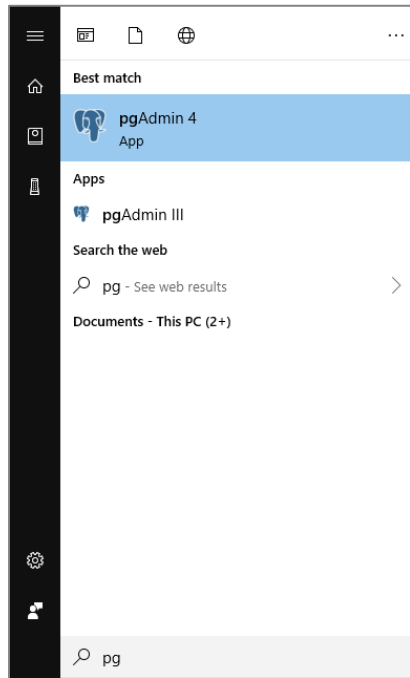 ...
Best match
pgAdmin 4
App
Apps
pgAdmin III
Search the web
pg - See web results
Documents - This PC (2+)
pg